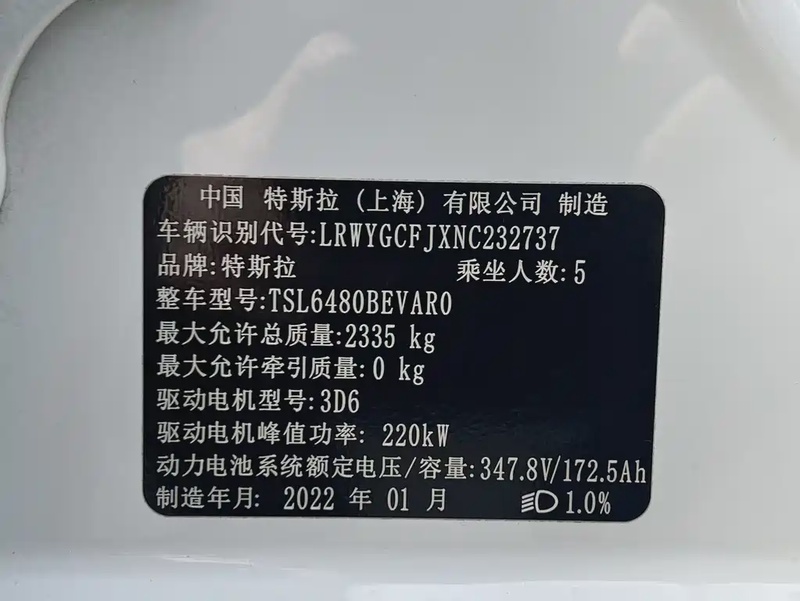 中国 特斯拉 (上海) 有限公司 制造
车辆识别代号:LRWYGCFJXNC232737
品牌:特斯拉 乘坐人数:5
整车型号:TSL6480BEVAR0
最大允许总质量:2335 kg
最大允许牵引质量:0 kg
驱动电机型号:3D6
驱动电机峰值功率: 220kW
动力电池系统额定电压/容量:347.8V/172.5Ah
制造年月: 2022 年 01 月 1.0%